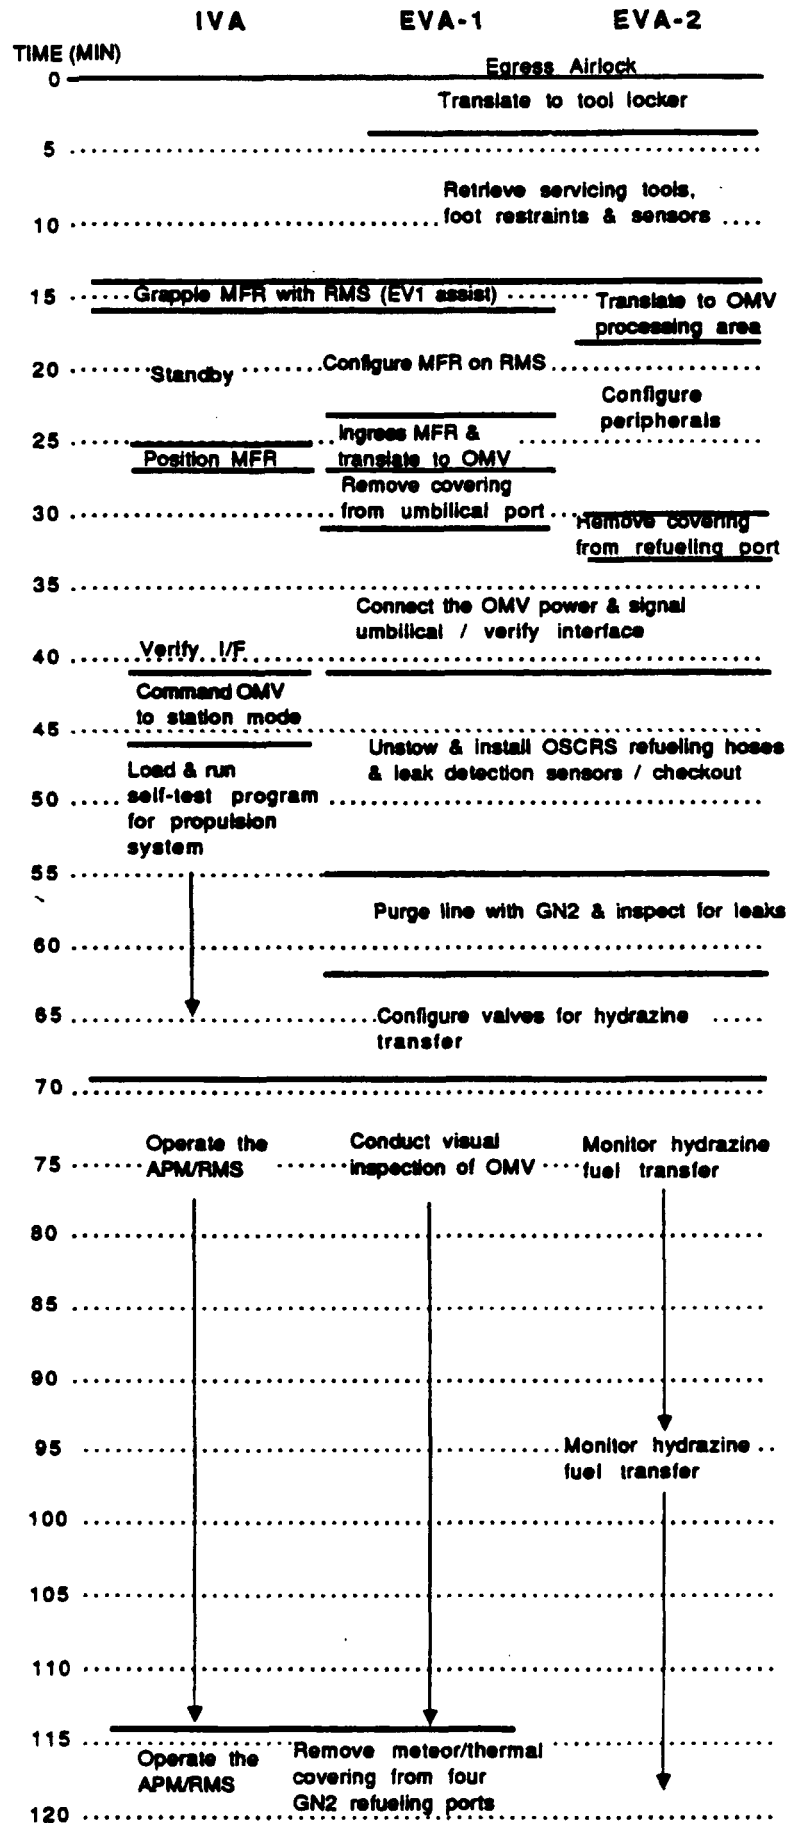 IVA EVA-1 EVA-2
TIME (MIN)
Egress Airlock
0
Translate to tool locker
5
Retrieve servicing tools,
foot restraints & sensors
10
15 Grapple MFR with RMS (EV1 assist) Translate to OMV
processing area
20 Standby Configure MFR on RMS
Configure
peripherals
25 Ingress MFR &
Position MFR translate to OMV
Remove covering
30 from umbilical port Remove covering
from refueling port
35
Connect the OMV power & signal
umbilical / verify interface
40 Verify I/F
Command OMV
to station mode
45 Unstow & install OSCRS refueling hoses
& leak detection sensors / checkout
Load & run
50 self-test program
for propulsion
system
55
Purge line with GN2 & inspect for leaks
60
65 Configure valves for hydrazine
transfer
70
Operate the Conduct visual Monitor hydrazine
75 APM/RMS inspection of OMV fuel transfer
80
85
90
95 Monitor hydrazine
fuel transfer
100
105
110
115 Operate the Remove meteor/thermal
APM/RMS covering from four
GN2 refueling ports
120